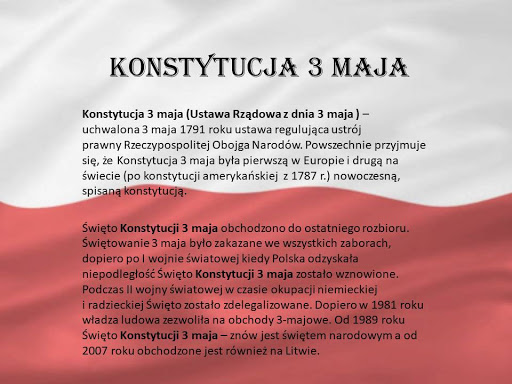 KONSTYTUCJA 3 MAJA
Konstytucja 3 maja (Ustawa Rządowa z dnia 3 maja ) –
uchwalona 3 maja 1791 roku ustawa regulująca ustrój
prawny Rzeczypospolitej Obojga Narodów. Powszechnie przyjmuje
się, że Konstytucja 3 maja była pierwszą w Europie i drugą na
świecie (po konstytucji amerykańskiej z 1787 r.) nowoczesną,
spisaną konstytucją.
Święto Konstytucji 3 maja obchodzono do ostatniego rozbioru.
Świętowanie 3 maja było zakazane we wszystkich zaborach,
dopiero po I wojnie światowej kiedy Polska odzyskała
niepodległość Święto Konstytucji 3 maja zostało wznowione.
Podczas II wojny światowej w czasie okupacji niemieckiej
i radzieckiej Święto zostało zdelegalizowane. Dopiero w 1981 roku
władza ludowa zezwoliła na obchody 3-majowe. Od 1989 roku
Święto Konstytucji 3 maja – znów jest świętem narodowym a od
2007 roku obchodzone jest również na Litwie.